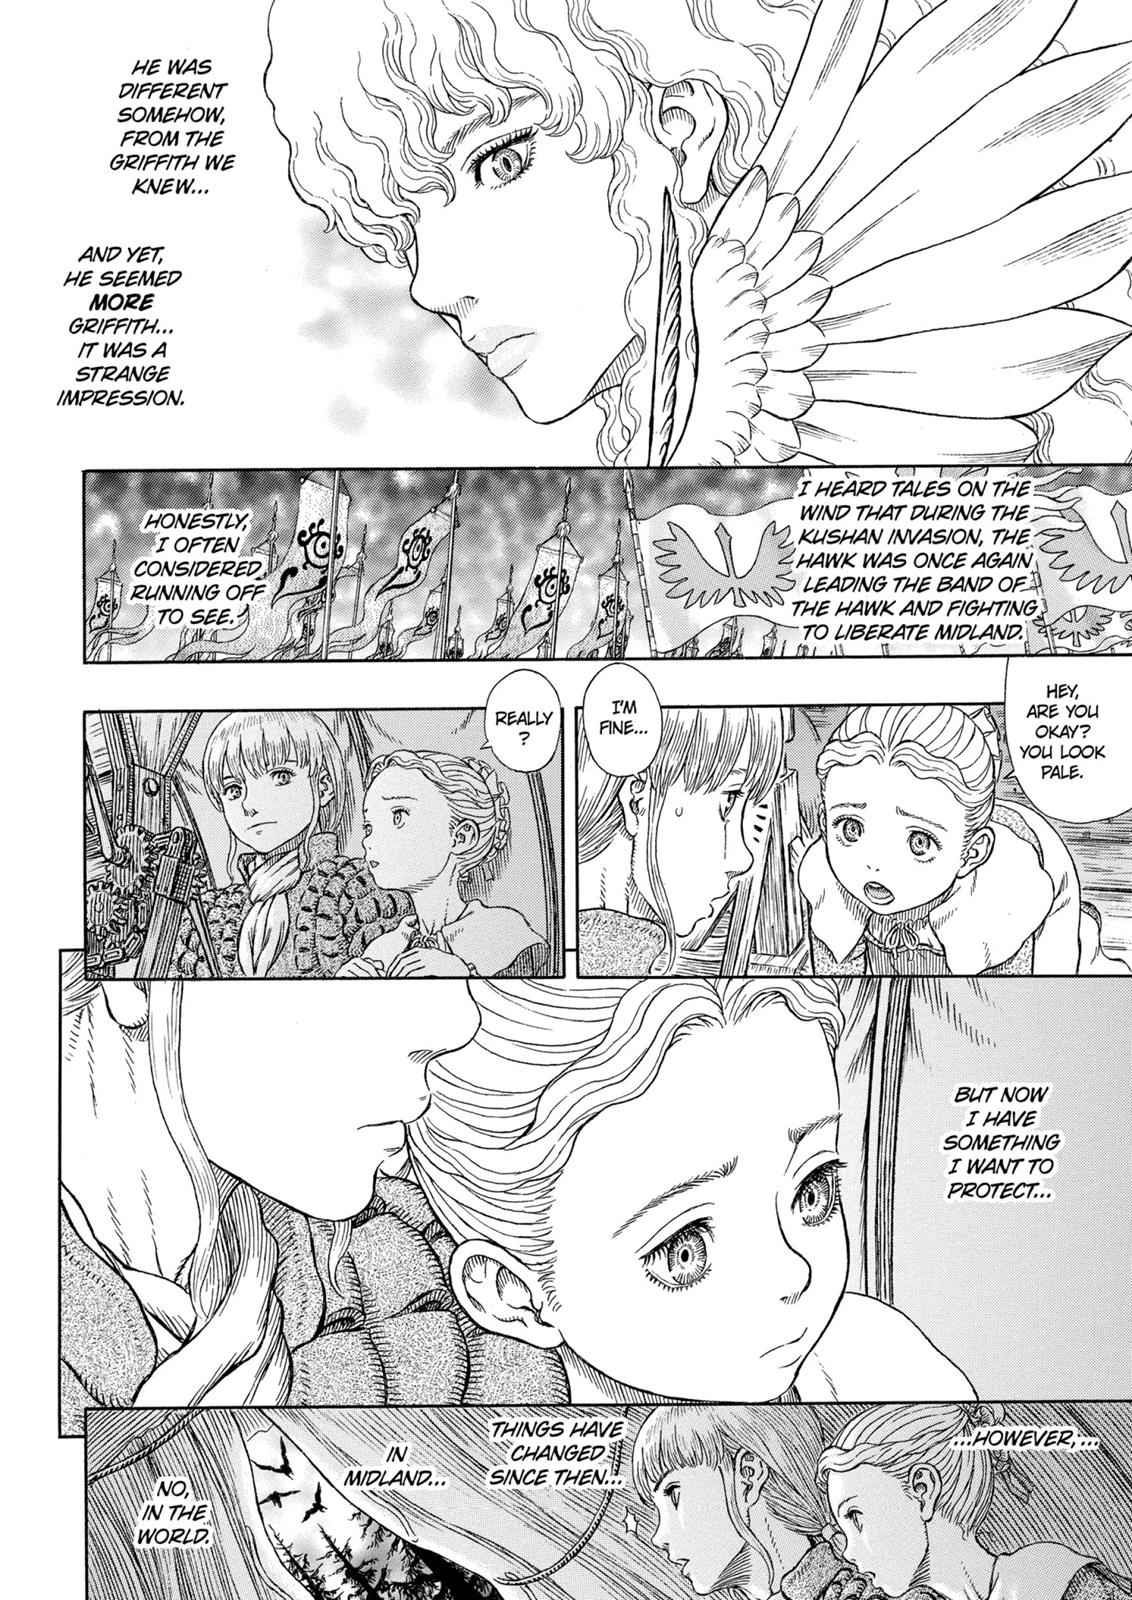 HE WAS
DIFFERENT
SOMEHOW,
FROM THE
GRIFFITH WE
KNEW...
AND YET,
HE SEEMED
MORE
GRIFFITH...
IT WAS A
STRANGE
IMPRESSION.
I HEARD TALES ON THE
WIND THAT DURING THE
KUSHAN INVASION, THE
HAWK WAS ONCE AGAIN
LEADING THE BAND OF
THE HAWK AND FIGHTING
TO LIBERATE MIDLAND.
HONESTLY,
I OFTEN
CONSIDERED
RUNNING OFF
TO SEE.
HEY,
ARE YOU
OKAY?
YOU LOOK
PALE.
I'M
FINE...
REALLY
?
BUT NOW
I HAVE
SOMETHING
I WANT TO
PROTECT...
...HOWEVER, ...
THINGS HAVE
CHANGED
SINCE THEN...
IN
MIDLAND...
NO,
IN THE
WORLD.